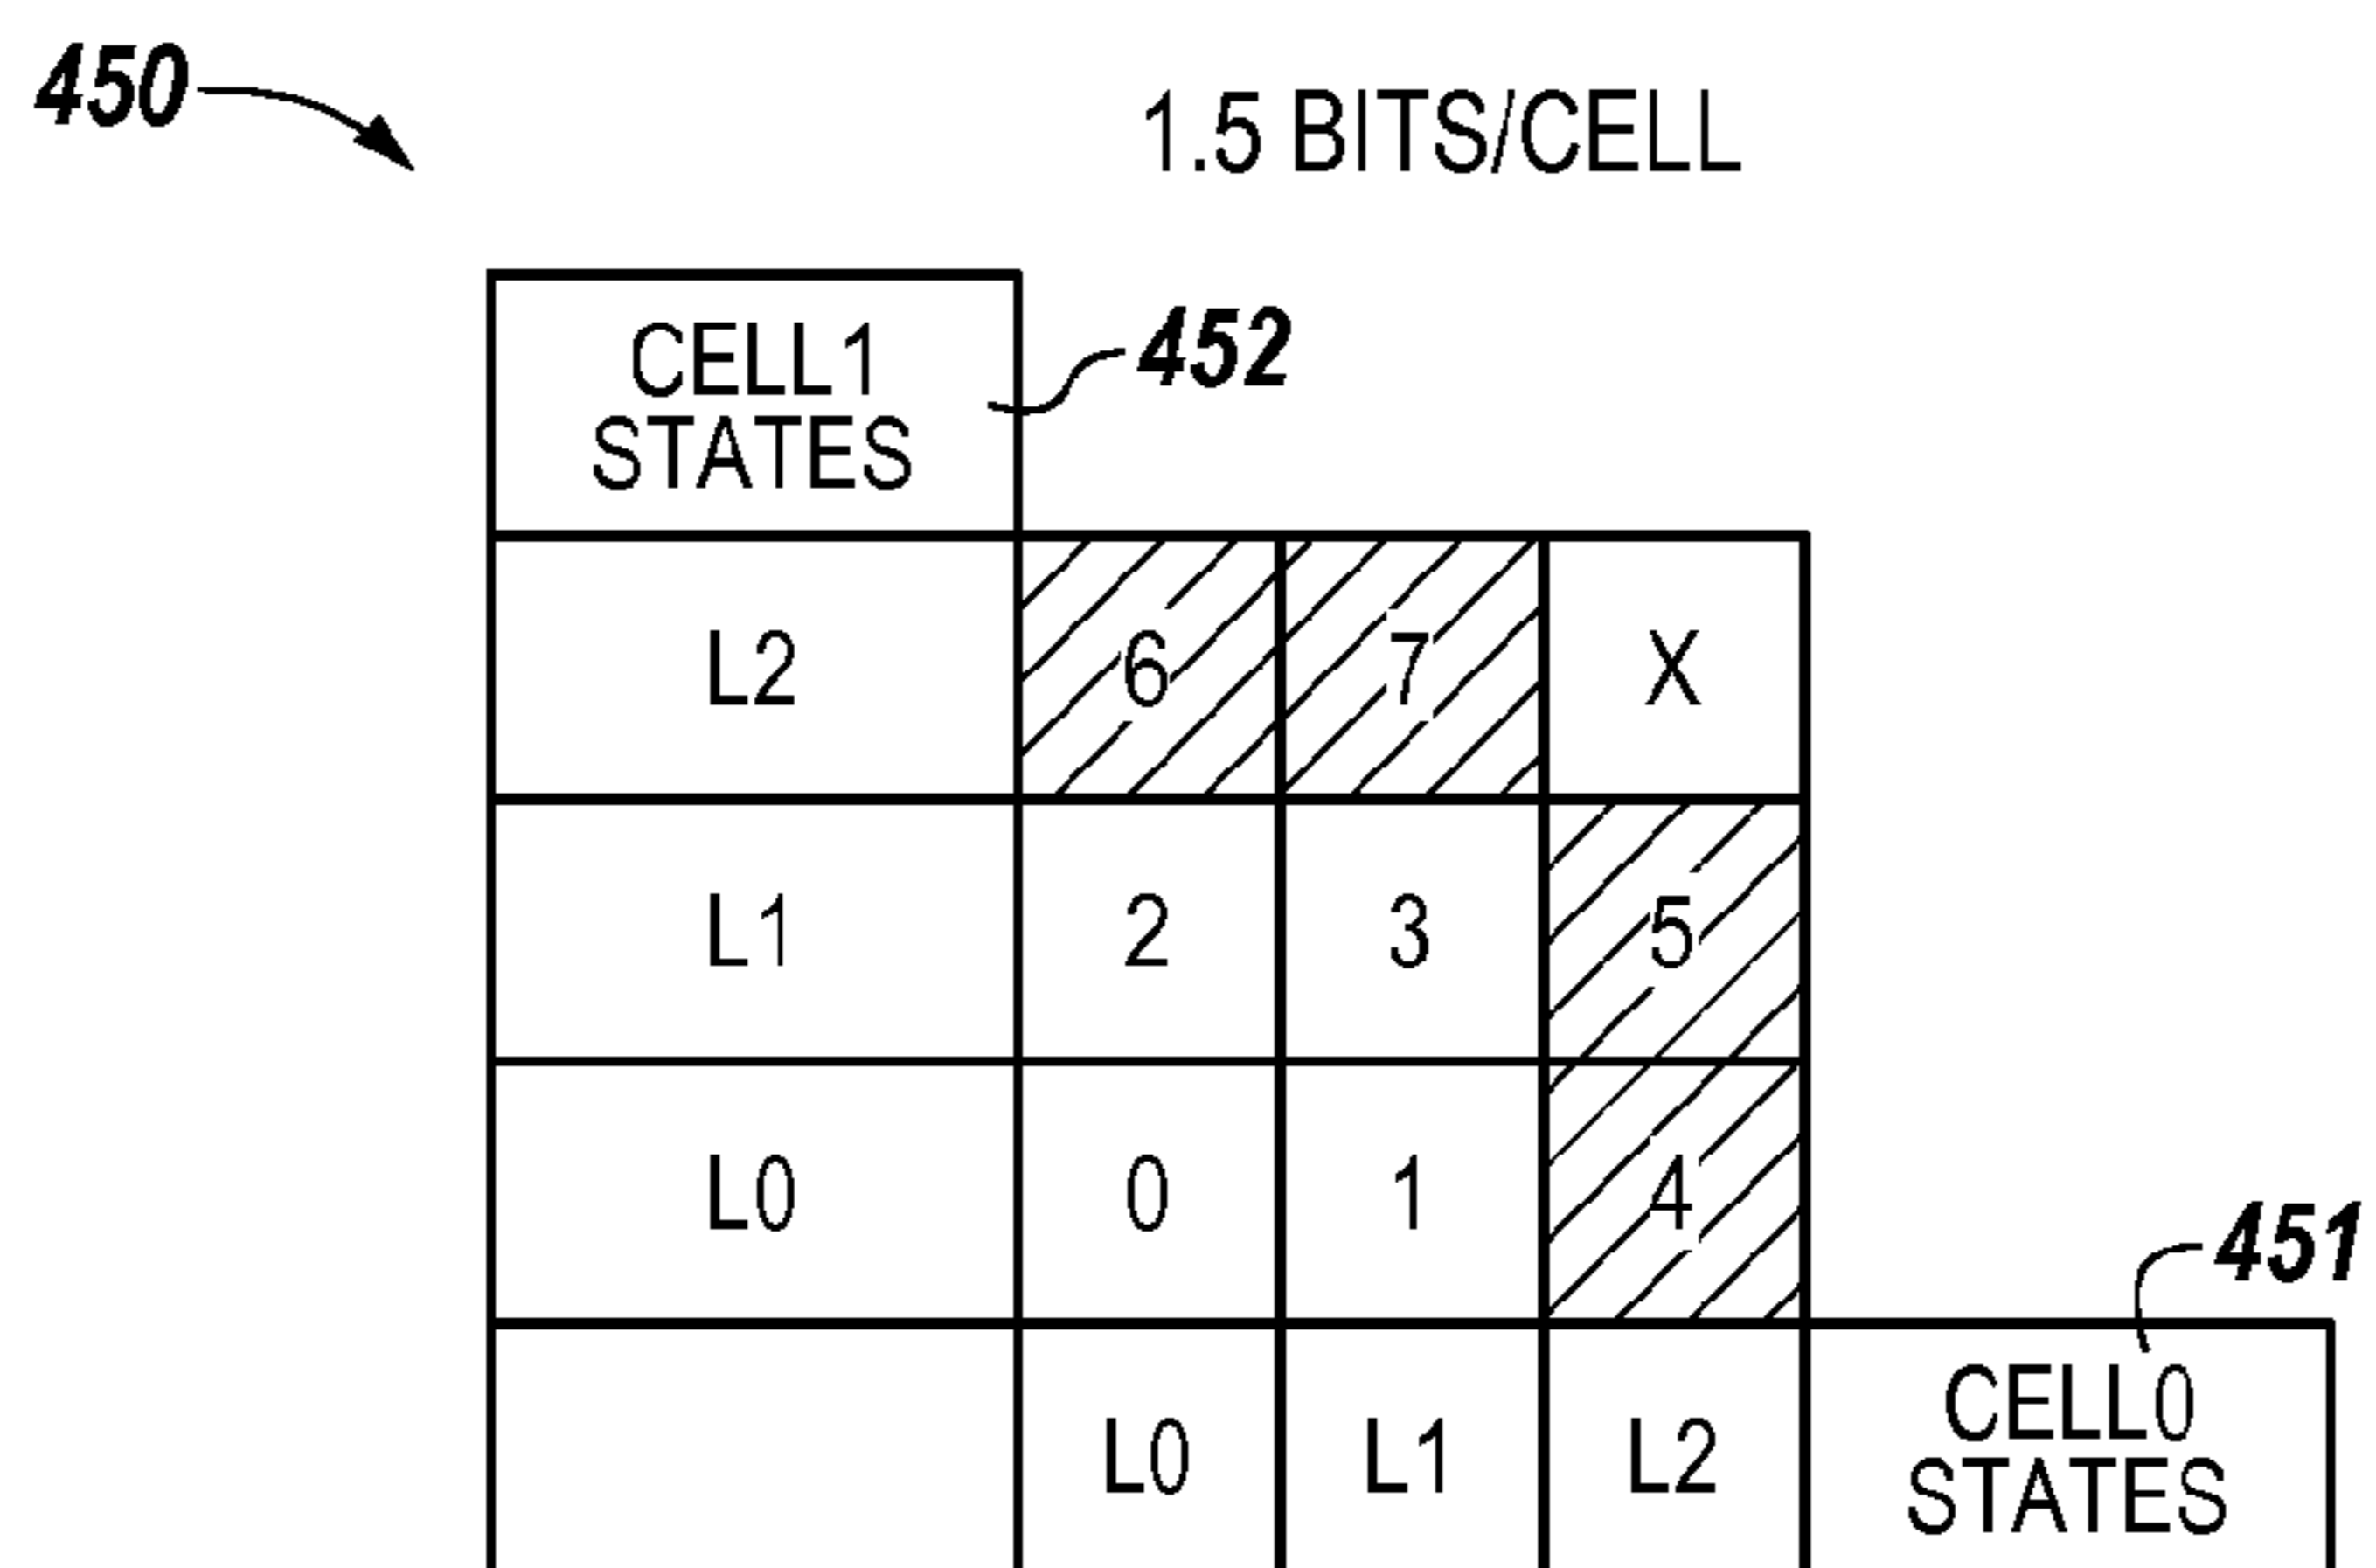 450
1.5 BITS/CELL
CELL1
STATES
452
L2 6 7 X
L1 2 3 5
L0 0 1 4
451
L0 L1 L2
CELL0
STATES